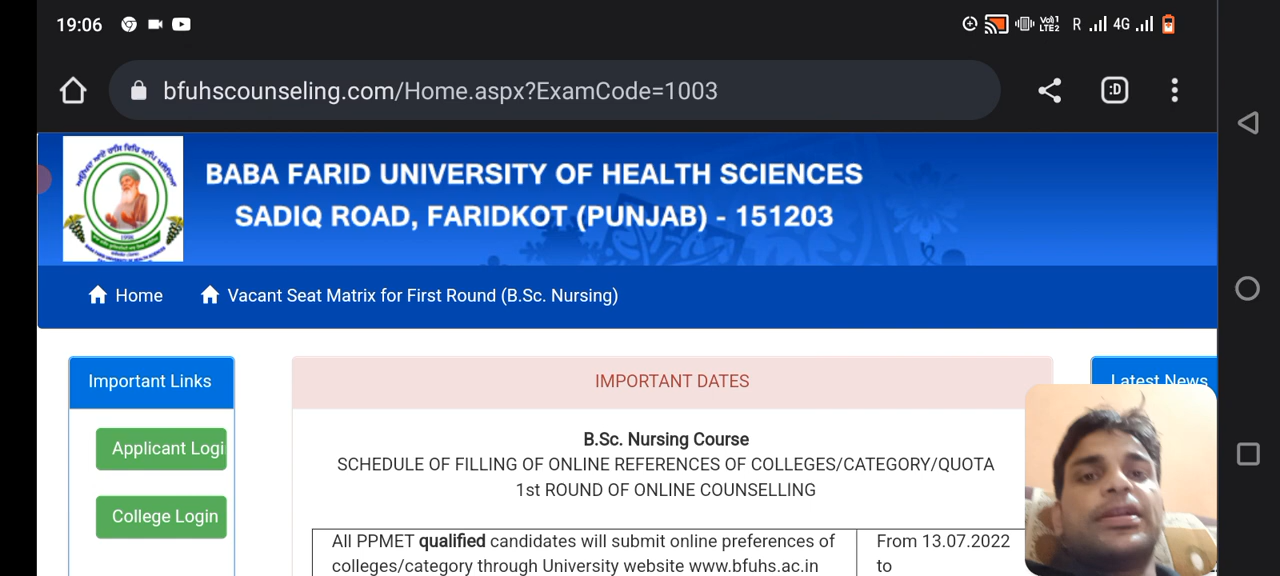 19:06
Vo)) 1
LTE2
R
4G
bfuhscounseling.com/Home.aspx?ExamCode=1003
:D
BABA FARID UNIVERSITY OF HEALTH SCIENCES
SADIQ ROAD, FARIDKOT (PUNJAB) - 151203
Home
Vacant Seat Matrix for First Round (B.Sc. Nursing)
Important Links
IMPORTANT DATES
Latest News
Applicant Logi
College Login
B.Sc. Nursing Course
SCHEDULE OF FILLING OF ONLINE REFERENCES OF COLLEGES/CATEGORY/QUOTA
1st ROUND OF ONLINE COUNSELLING
All PPMET qualified candidates will submit online preferences of
colleges/category through University website www.bfuhs.ac.in
From 13.07.2022
to